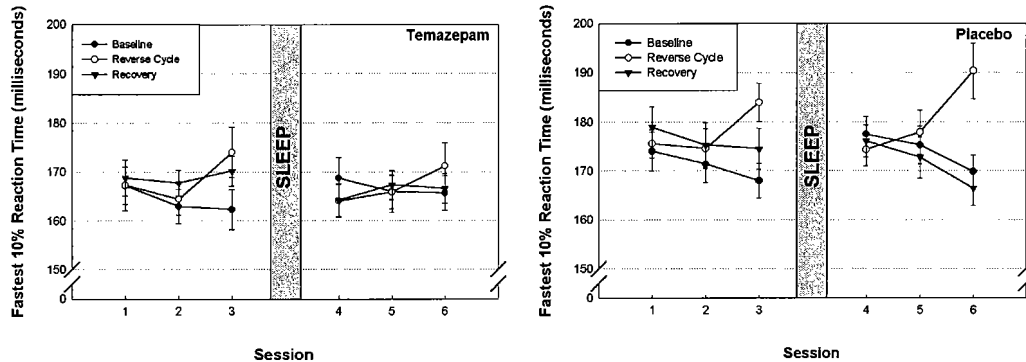 200
190
180
170
160
150
0
Fastest 10% Reaction Time (milliseconds)
Baseline
Reverse Cycle
Recovery
Temazepam
SLEEP
1 2 3 4 5 6
Session
200
190
180
170
160
150
0
Fastest 10% Reaction Time (milliseconds)
Baseline
Reverse Cycle
Recovery
Placebo
SLEEP
1 2 3 4 5 6
Session